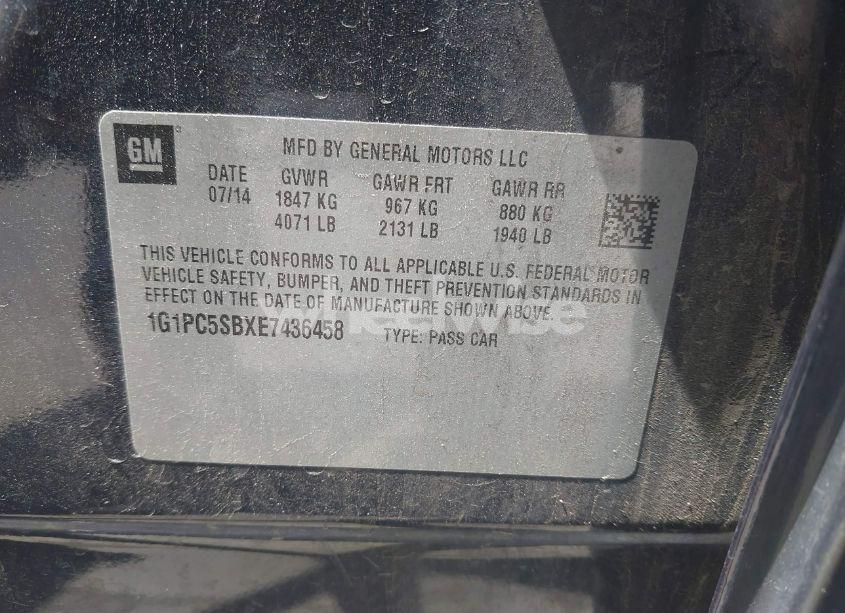 GM
MFD BY GENERAL MOTORS LLC
DATE GVWR GAWR FRT GAWR RR
07/14 1847 KG 967 KG 880 KG
4071 LB 2131 LB 1940 LB
THIS VEHICLE CONFORMS TO ALL APPLICABLE U.S. FEDERAL MOTOR
VEHICLE SAFETY, BUMPER, AND THEFT PREVENTION STANDARDS IN
EFFECT ON THE DATE OF MANUFACTURE SHOWN ABOVE.
1G1PC5SBXE7436458 TYPE: PASS CAR
wheelwise